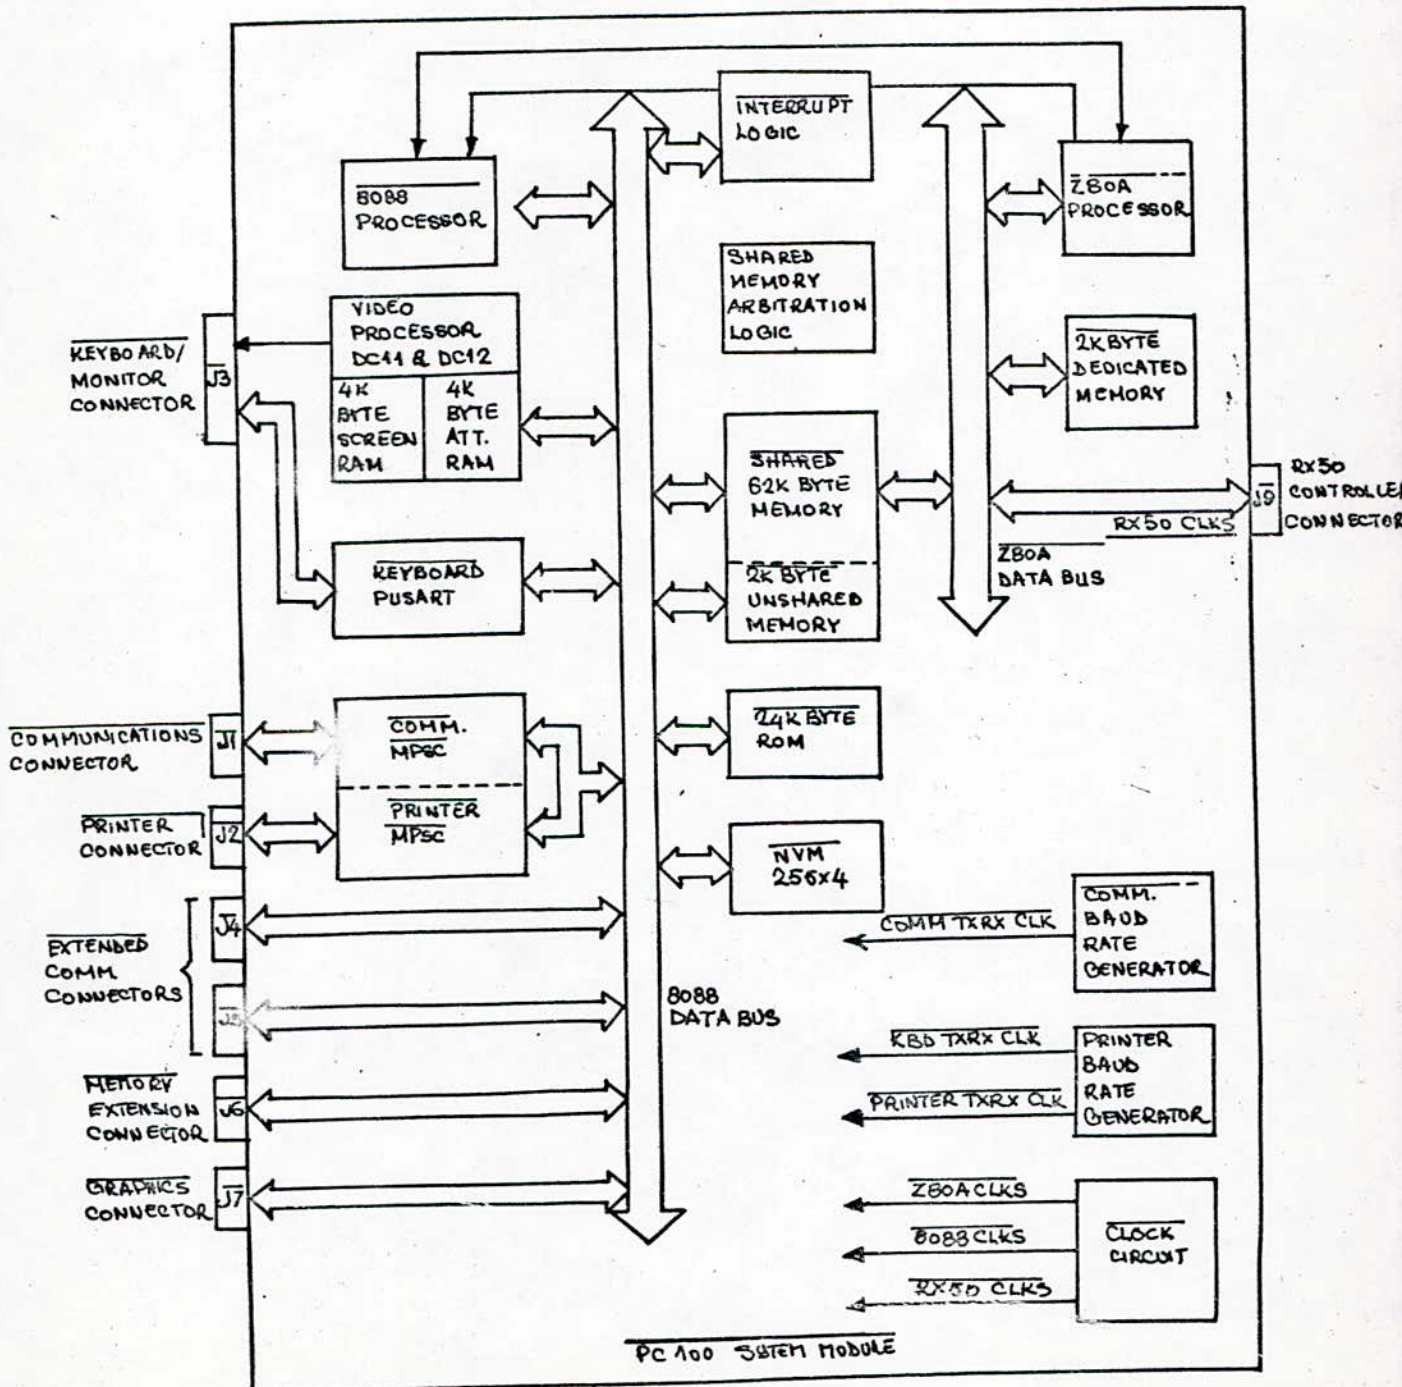 INTERRUPT
LOGIC
8088
PROCESSOR
Z80A
PROCESSOR
SHARED
MEMORY
ARBITRATION
LOGIC
VIDEO
PROCESSOR
DC11 & DC12
4K
BYTE
SCREEN
RAM
4K
BYTE
ATT.
RAM
KEYBOARD/
MONITOR
CONNECTOR
J3
2K BYTE
DEDICATED
MEMORY
SHARED
62K BYTE
MEMORY
2K BYTE
UNSHARED
MEMORY
RX50
CONTROLLER
CONNECTOR
J9
RX50 CLKS
Z80A
DATA BUS
KEYBOARD
PUSART
COMMUNICATIONS
CONNECTOR
J1
COMM.
MPSC
PRINTER
MPSC
PRINTER
CONNECTOR
J2
24K BYTE
ROM
NVM
256x4
EXTENDED
COMM
CONNECTORS
J4
J5
8088
DATA BUS
COMM TXRX CLK
COMM.
BAUD
RATE
GENERATOR
KBD TXRX CLK
PRINTER TXRX CLK
PRINTER
BAUD
RATE
GENERATOR
MEMORY
EXTENSION
CONNECTOR
J6
GRAPHICS
CONNECTOR
J7
Z80A CLKS
8088 CLKS
RX50 CLKS
CLOCK
CIRCUIT
PC 100 SYSTEM MODULE